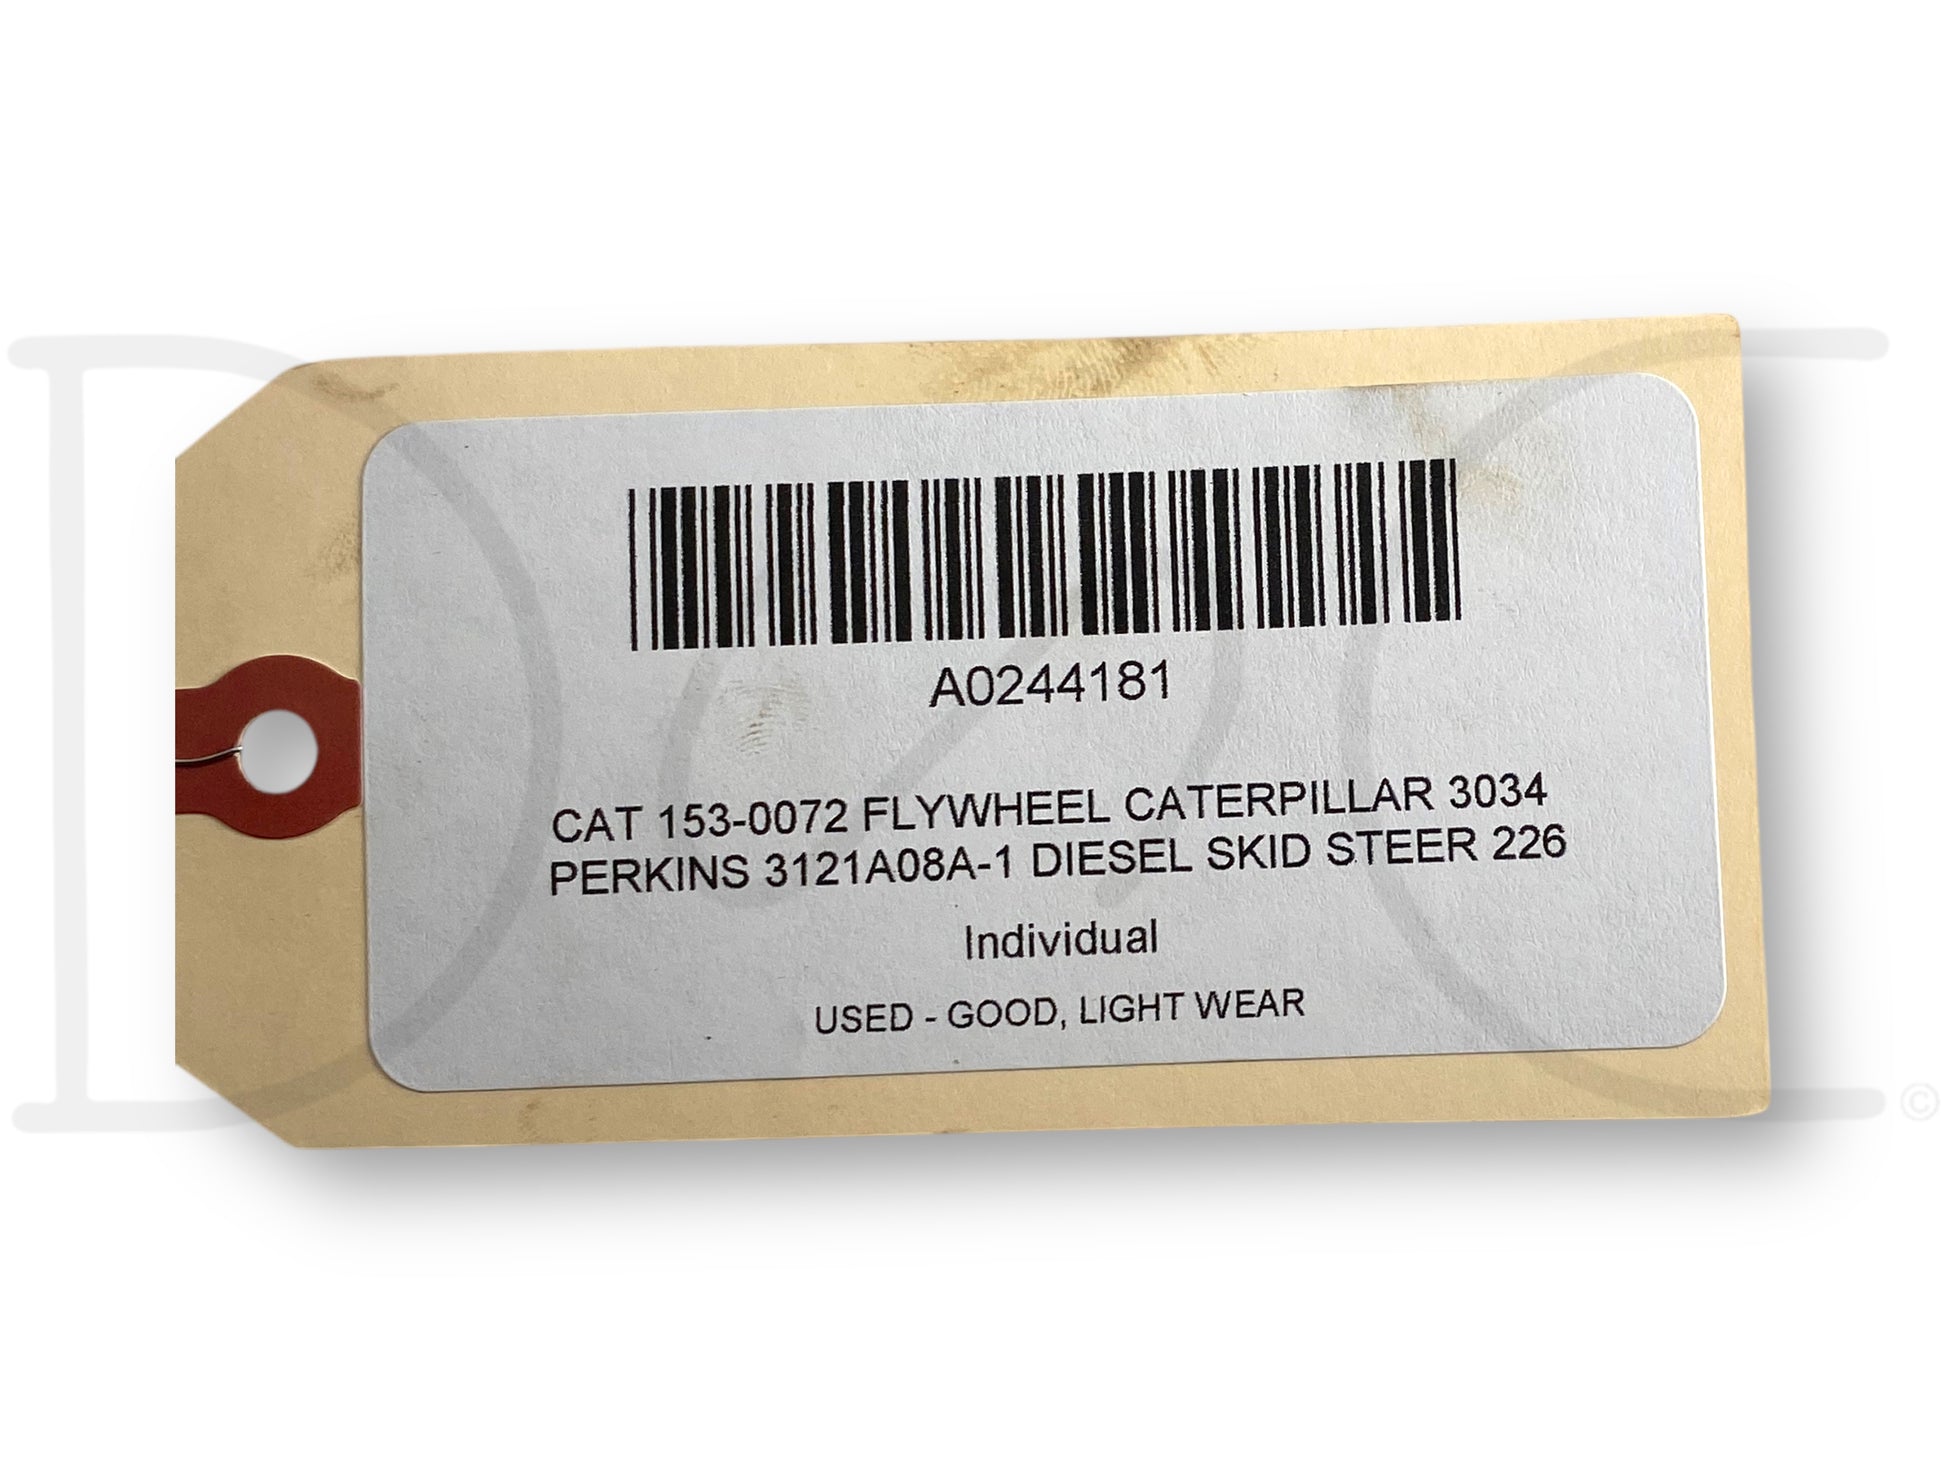 A0244181
CAT 153-0072 FLYWHEEL CATERPILLAR 3034
PERKINS 3121A08A-1 DIESEL SKID STEER 226
Individual
USED - GOOD, LIGHT WEAR
©